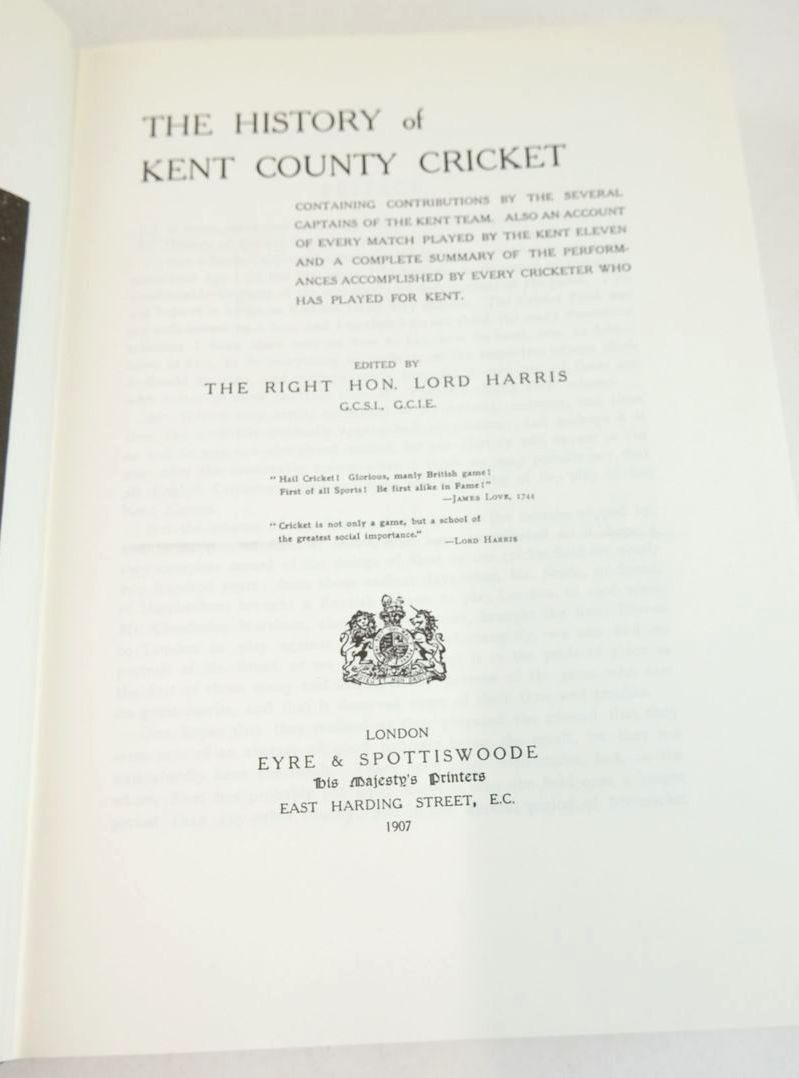 THE HISTORY of
KENT COUNTY CRICKET
CONTAINING CONTRIBUTIONS BY THE SEVERAL
CAPTAINS OF THE KENT TEAM. ALSO AN ACCOUNT
OF EVERY MATCH PLAYED BY THE KENT ELEVEN
AND A COMPLETE SUMMARY OF THE PERFORM-
ANCES ACCOMPLISHED BY EVERY CRICKETER WHO
HAS PLAYED FOR KENT.
EDITED BY
THE RIGHT HON. LORD HARRIS
G.C.S.I., G.C.I.E.
"Hail Cricket! Glorious, manly British game!
First of all Sports! Be first alike in Fame!"
—JAMES LOVE, 1744
"Cricket is not only a game, but a school of
the greatest social importance."
—LORD HARRIS
LONDON
EYRE & SPOTTISWOODE
His Majesty's Printers
EAST HARDING STREET, E.C.
1907